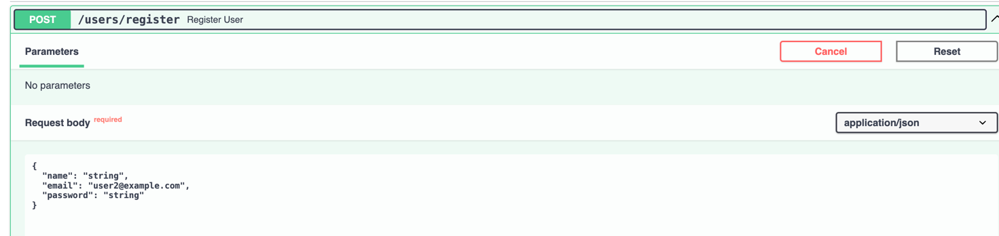 POST /users/register Register User
Parameters Cancel Reset
No parameters
Request body required application/json
{
"name": "string",
"email": "user2@example.com",
"password": "string"
}